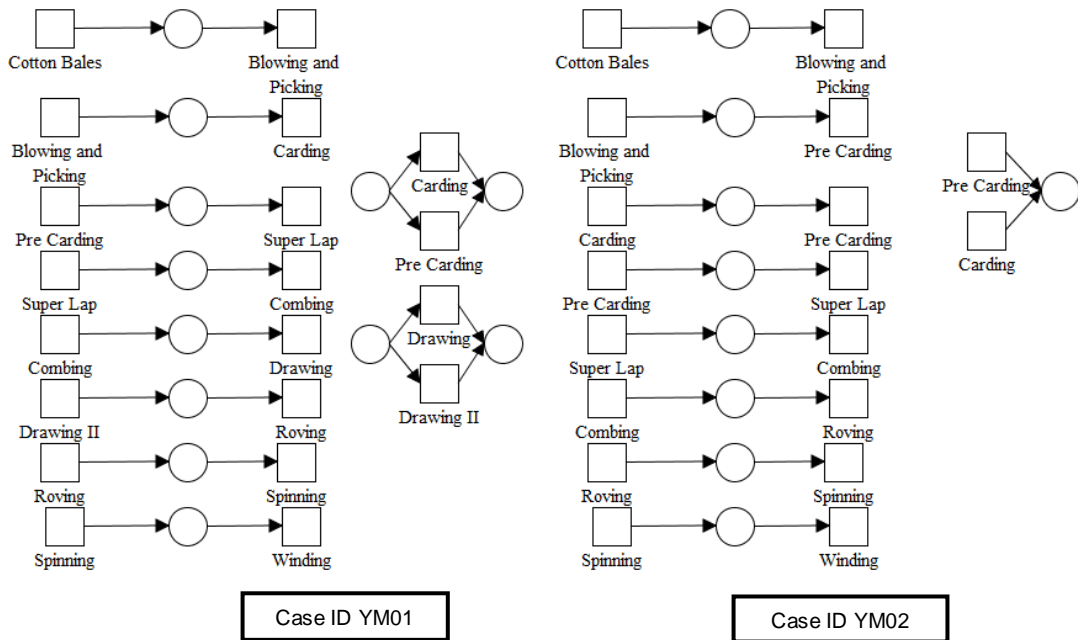 Cotton Bales
Blowing and
Picking
Blowing and
Picking
Carding
Pre Carding
Super Lap
Super Lap
Combing
Combing
Drawing
Drawing II
Roving
Roving
Spinning
Spinning
Winding
Carding
Pre Carding
Drawing
Drawing II
Case ID YM01
Cotton Bales
Blowing and
Picking
Blowing and
Picking
Pre Carding
Carding
Pre Carding
Pre Carding
Super Lap
Super Lap
Combing
Combing
Roving
Roving
Spinning
Spinning
Winding
Pre Carding
Carding
Case ID YM02